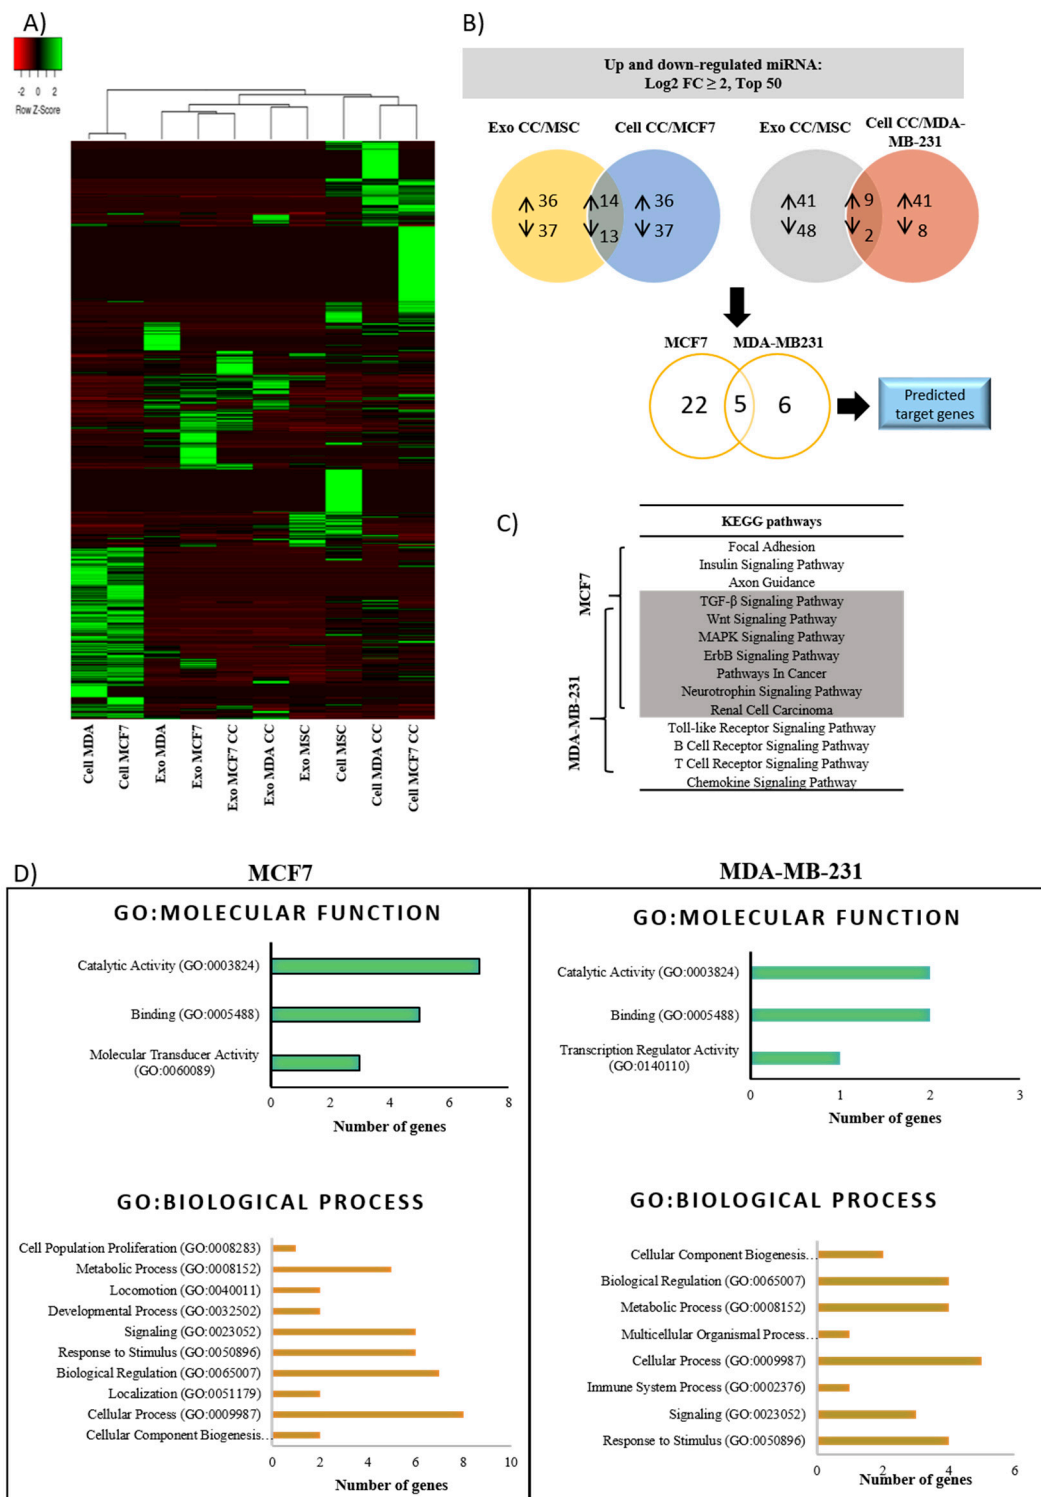 A)
-2 0 2
Row Z-Score
Cell MDA
Cell MCF7
Exo MDA
Exo MCF7
Exo MCF7 CC
Exo MDA CC
Exo MSC
Cell MSC
Cell MDA CC
Cell MCF7 CC
B)
Up and down-regulated miRNA:
Log2 FC ≥ 2, Top 50
Exo CC/MSC
Cell CC/MCF7
Exo CC/MSC
Cell CC/MDA-
MB-231
↑ 36
↑ 14
↑ 36
↓ 37
↓ 13
↓ 37
↑ 41
↑ 9
↑ 41
↓ 48
↓ 2
↓ 8
MCF7
MDA-MB231
22
5
6
Predicted
target genes
C)
KEGG pathways
MCF7
MDA-MB-231
Focal Adhesion
Insulin Signaling Pathway
Axon Guidance
TGF-β Signaling Pathway
Wnt Signaling Pathway
MAPK Signaling Pathway
ErbB Signaling Pathway
Pathways In Cancer
Neurotrophin Signaling Pathway
Renal Cell Carcinoma
Toll-like Receptor Signaling Pathway
B Cell Receptor Signaling Pathway
T Cell Receptor Signaling Pathway
Chemokine Signaling Pathway
D)
MCF7
GO:MOLECULAR FUNCTION
Catalytic Activity (GO:0003824)
Binding (GO:0005488)
Molecular Transducer Activity
(GO:0060089)
0 2 4 6 8
Number of genes
GO:BIOLOGICAL PROCESS
Cell Population Proliferation (GO:0008283)
Metabolic Process (GO:0008152)
Locomotion (GO:0040011)
Developmental Process (GO:0032502)
Signaling (GO:0023052)
Response to Stimulus (GO:0050896)
Biological Regulation (GO:0065007)
Localization (GO:0051179)
Cellular Process (GO:0009987)
Cellular Component Biogenesis...
0 2 4 6 8 10
Number of genes
MDA-MB-231
GO:MOLECULAR FUNCTION
Catalytic Activity (GO:0003824)
Binding (GO:0005488)
Transcription Regulator Activity
(GO:0140110)
0 1 2 3
Number of genes
GO:BIOLOGICAL PROCESS
Cellular Component Biogenesis...
Biological Regulation (GO:0065007)
Metabolic Process (GO:0008152)
Multicellular Organismal Process...
Cellular Process (GO:0009987)
Immune System Process (GO:0002376)
Signaling (GO:0023052)
Response to Stimulus (GO:0050896)
0 2 4 6
Number of genes